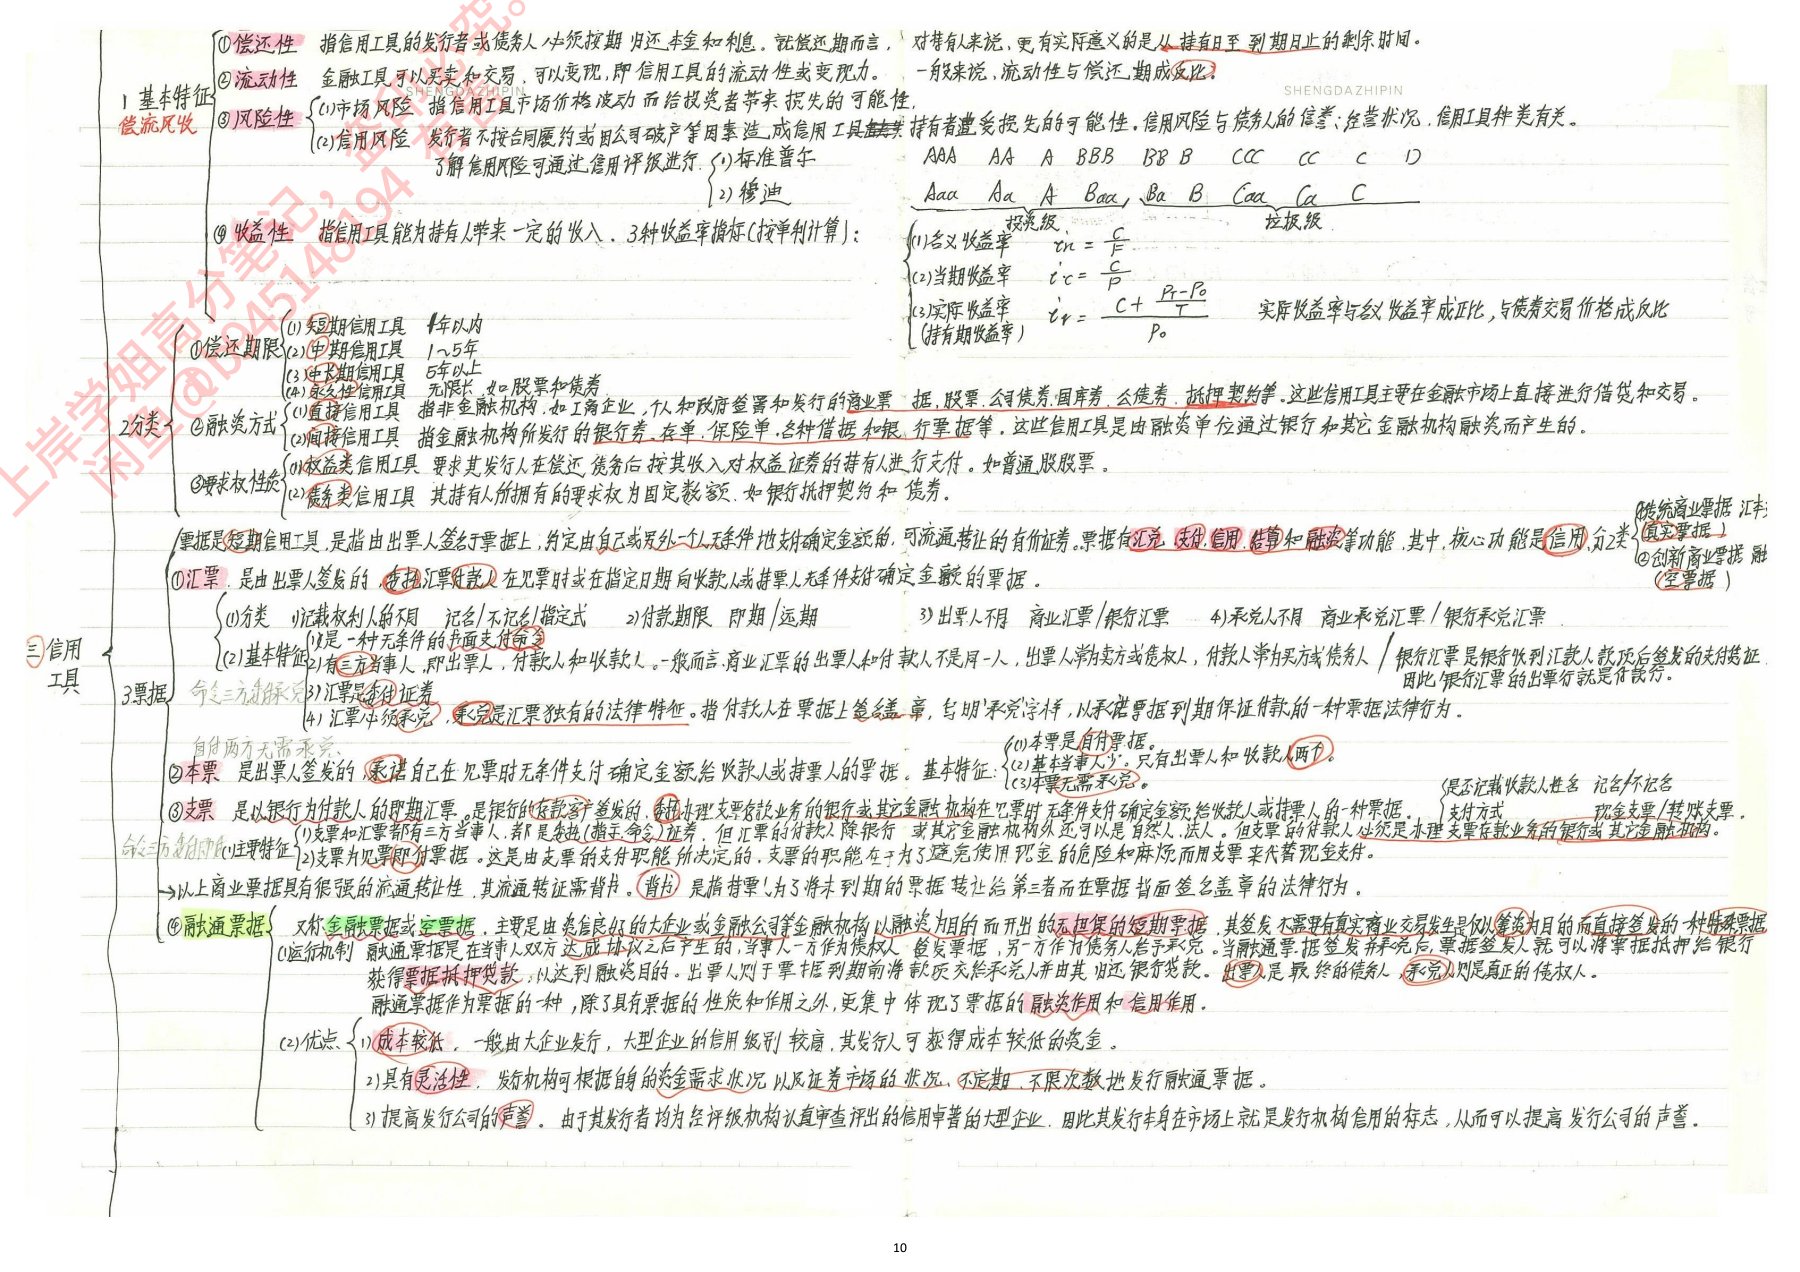 ①偿还性 指信用工具的发行者或债务人必须按期归还本金和利息。就偿还期而言，对持有人来说，更有实际意义的是从持有日至到期日止的剩余时间。
②流动性 金融工具可以买卖和交易，可以变现，即信用工具的流动性或变现力。一般来说，流动性与偿还期成反比。
SHENGDAZHIPIN SHENGDAZHIPIN
1 基本特征
偿流风收
③风险性
(1)市场风险 指信用工具市场价格波动而给投资者带来损失的可能性.
(2)信用风险 发行者不按合同履约或因公司破产等因素造成信用工具持有者遭受损失的可能性。信用风险与债务人的信誉、经营状况、信用工具种类有关。
了解信用风险可通过信用评级进行
1)标准普尔 AAA AA A BBB BB B CCC CC C D
2)穆迪 Aaa Aa A Baa, Ba B Caa Ca C
投资级 垃圾级
④收益性 指信用工具能为持有人带来一定的收入. 3种收益率指标(按单利计算)：
(1)名义收益率 in = C/F
(2)当期收益率 ic = C/P
(3)实际收益率 ir = (C + (PT-P0)/T)/P0 实际收益率与名义收益率成正比,与债券交易价格成反比
(持有期收益率)
2分类
①偿还期限
(1)短期信用工具 1年以内
(2)中期信用工具 1~5年
(3)中长期信用工具 5年以上
(4)永久性信用工具 无限长,如股票和债券
②融资方式
(1)直接信用工具 指非金融机构,如工商企业,个人和政府签署和发行的商业票据,股票,公司债券,国库券,公债券,抵押契约等。这些信用工具主要在金融市场上直接进行借贷和交易。
(2)间接信用工具 指金融机构所发行的银行券、存单、保险单、各种借据和银行票据等。这些信用工具是由融资单位通过银行和其它金融机构融资而产生的。
③要求权性质
(1)权益类信用工具 要求其发行人在偿还债务后按其收入对权益证券的持有人进行支付。如普通股股票。
(2)债务类信用工具 其持有人所拥有的要求权为固定数额.如银行抵押契约和债券。
三信用工具
3票据
票据是短期信用工具,是指由出票人签名于票据上,约定由自己或另外一个人无条件地支付确定金额的,可流通转让的有价证券。票据有汇兑、支付、信用、结算和融资等功能,其中,核心功能是信用,分2类
①传统商业票据 汇本
(真实票据)
②创新商业票据 融
(空票据)
①汇票 是由出票人签发的,委托汇票付款人在见票时或在指定日期向收款人或持票人无条件支付确定金额的票据。
(1)分类 1)记载权利人的不同 记名/不记名/指定式 2)付款期限 即期/远期 3)出票人不同 商业汇票/银行汇票 4)承兑人不同 商业承兑汇票/银行承兑汇票
(2)基本特征
1)是一种无条件的书面支付命令
2)有三方当事人,即出票人,付款人和收款人。一般而言,商业汇票的出票人和付款人不是同一人,出票人常为卖方或债权人,付款人常为买方或债务人/银行汇票是银行收到汇款人款项后签发的支付凭证.
因此,银行汇票的出票行就是付款行。
命令三方委付承兑
3)汇票是委付证券
4)汇票必须承兑,承兑是汇票独有的法律特征。指付款人在票据上签名盖章,写明"承兑"字样,以承诺票据到期保证付款的一种票据法律行为。
自付两方无需承兑、
②本票 是出票人签发的,承诺自己在见票时无条件支付确定金额给收款人或持票人的票据。基本特征:
(1)本票是自付票据。
(2)基本当事人少。只有出票人和收款人两个。
(3)本票无需承兑。
③支票 是以银行为付款人的即期汇票。是银行的存款客户签发的,委托办理支票存款业务的银行或其它金融机构在见票时无条件支付确定金额给收款人或持票人的一种票据。
是否记载收款人姓名 记名/不记名
支付方式 现金支票/转账支票.
(1)主要特征
1)支票和汇票都有三方当事人,都是委托(指示,命令)证券,但汇票的付款人除银行或其它金融机构外还可以是自然人、法人。但支票的付款人必须是办理支票存款业务的银行或其它金融机构。
2)支票为见票即付票据。这是由支票的支付职能所决定的,支票的职能在于为了避免使用现金的危险和麻烦而用支票来代替现金支付。
→以上商业票据具有很强的流通转让性,其流通转让需背书。背书 是指持票人为了将未到期的票据转让给第三者而在票据背面签名盖章的法律行为。
④融通票据 又称金融票据或空票据,主要是由资信良好的大企业或金融公司等金融机构以融资为目的而开出的无担保的短期票据,其签发不需要有真实商业交易发生是仅以筹资为目的而直接签发的一种特殊票据
(1)运行机制 融通票据是在当事人双方达成协议之后产生的,当事人一方作为债权人签发票据,另一方作为债务人给予承兑。当融通票据签发并承兑后,票据签发人就可以将票据抵押给银行
获得票据抵押贷款,以达到融资目的。出票人则于票据到期前将款项交给承兑人并由其归还银行贷款。出票人是最终的债务人,承兑人则是真正的债权人。
融通票据作为票据的一种,除了具有票据的性质和作用之外,更集中体现了票据的融资作用和信用作用。
(2)优点
1)成本较低. 一般由大企业发行,大型企业的信用级别较高,其发行人可获得成本较低的资金。
2)具有灵活性. 发行机构可根据自身的资金需求状况以及证券市场的状况、不定期、不限次数地发行融通票据。
3)提高发行公司的声誉。由于其发行者均为经评级机构认真审查评出的信用卓著的大型企业.因此其发行本身在市场上就是发行机构信用的标志,从而可以提高发行公司的声誉。
上岸学姐高分笔记，盗印必究。
闲鱼@b945148194
10